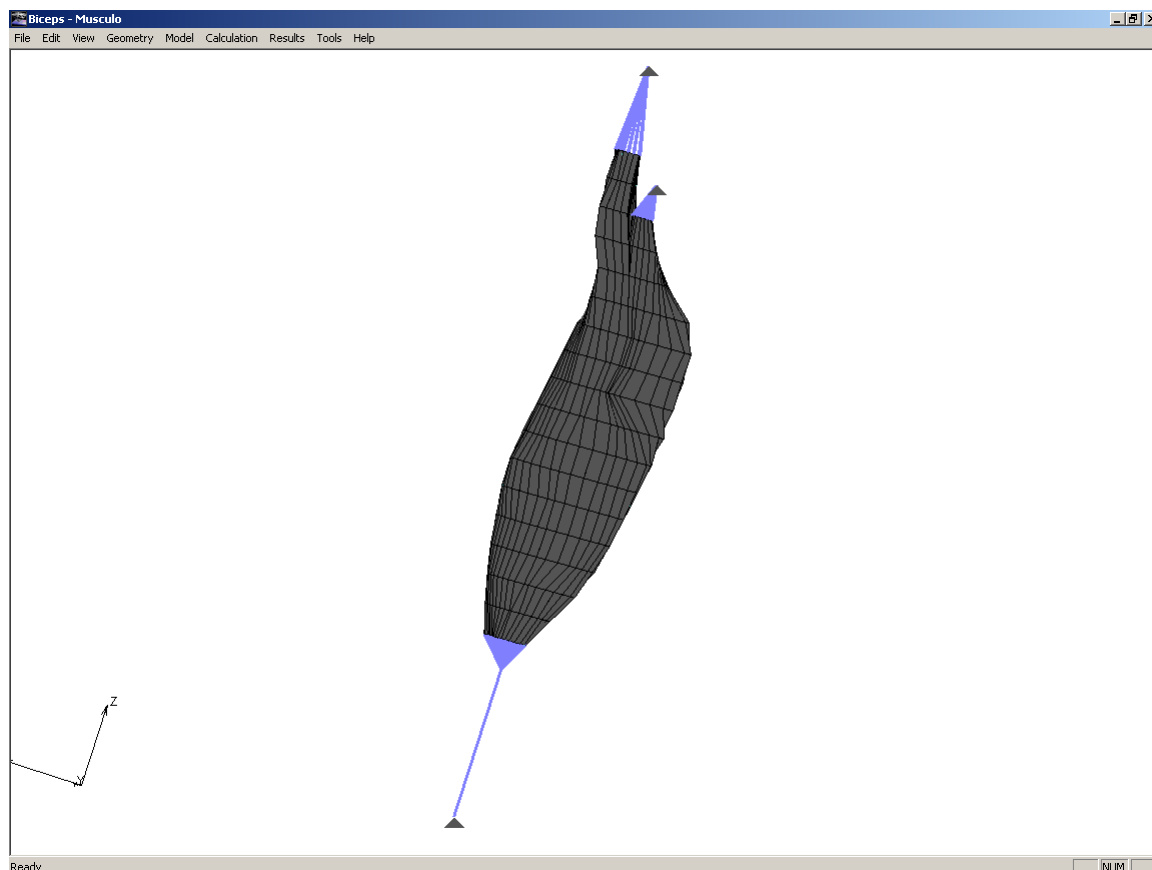 Biceps - Musculo
File Edit View Geometry Model Calculation Results Tools Help
Z
Y
Ready
NUM